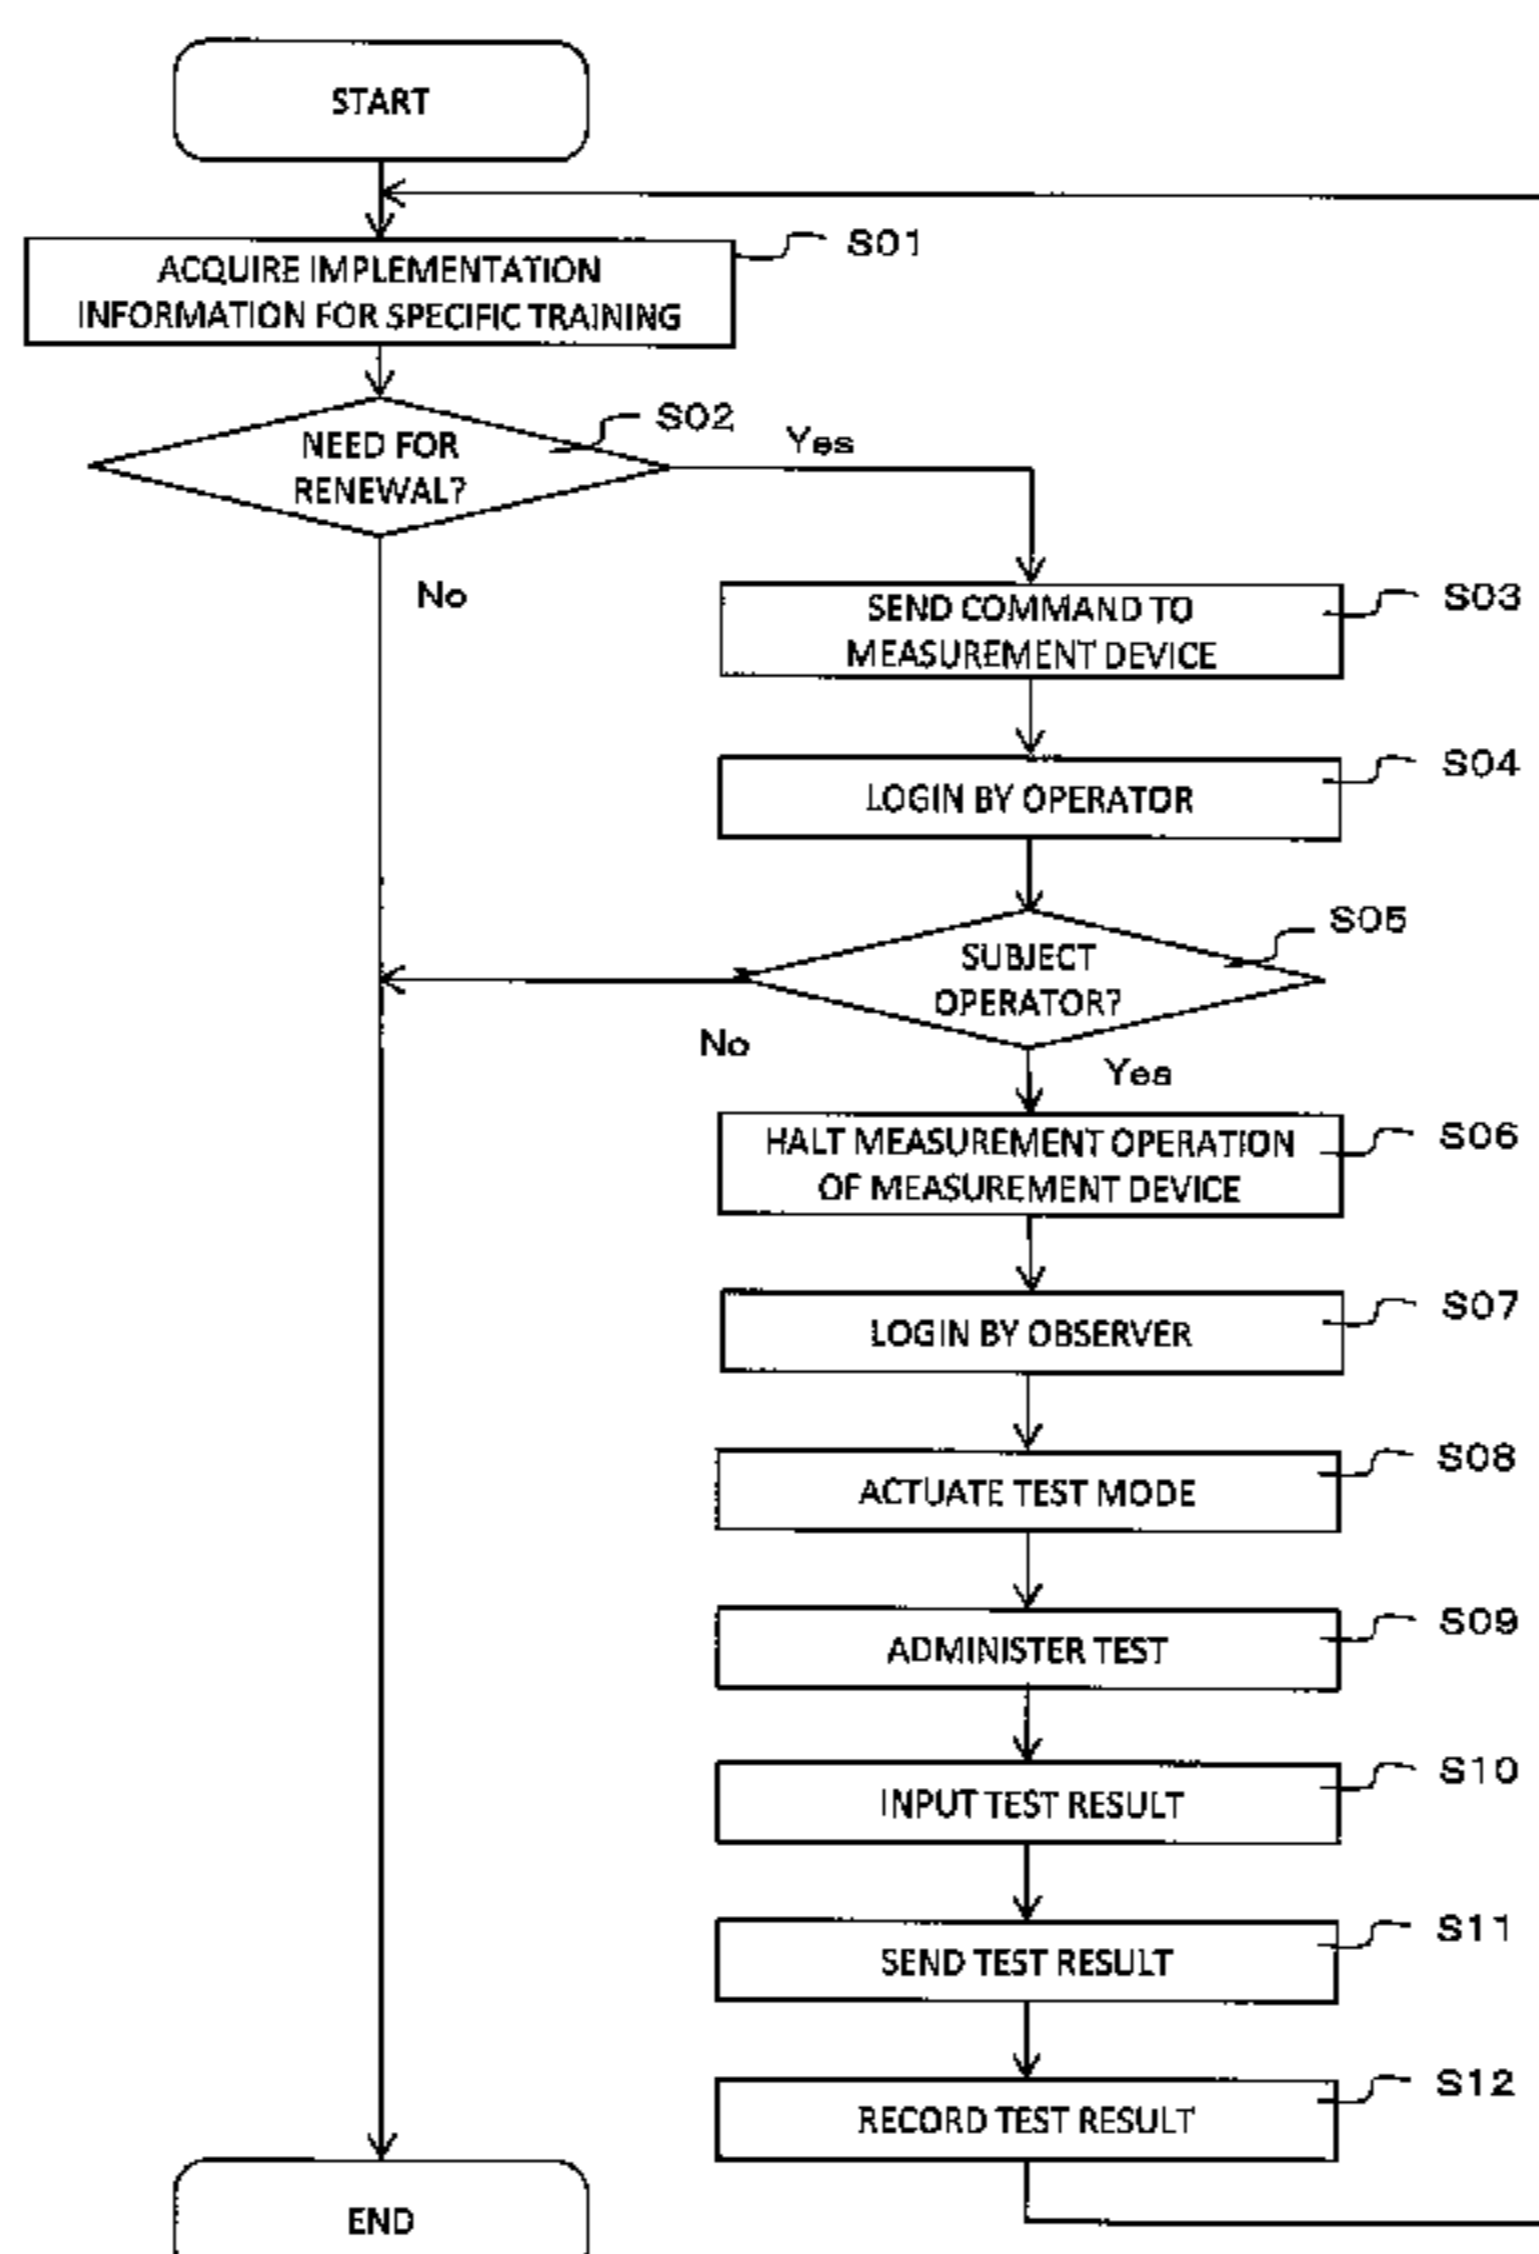 START
S01
ACQUIRE IMPLEMENTATION
INFORMATION FOR SPECIFIC TRAINING
S02
NEED FOR
RENEWAL?
Yes
No
S03
SEND COMMAND TO
MEASUREMENT DEVICE
S04
LOGIN BY OPERATOR
S05
SUBJECT
OPERATOR?
No
Yes
S06
HALT MEASUREMENT OPERATION
OF MEASUREMENT DEVICE
S07
LOGIN BY OBSERVER
S08
ACTUATE TEST MODE
S09
ADMINISTER TEST
S10
INPUT TEST RESULT
S11
SEND TEST RESULT
S12
RECORD TEST RESULT
END